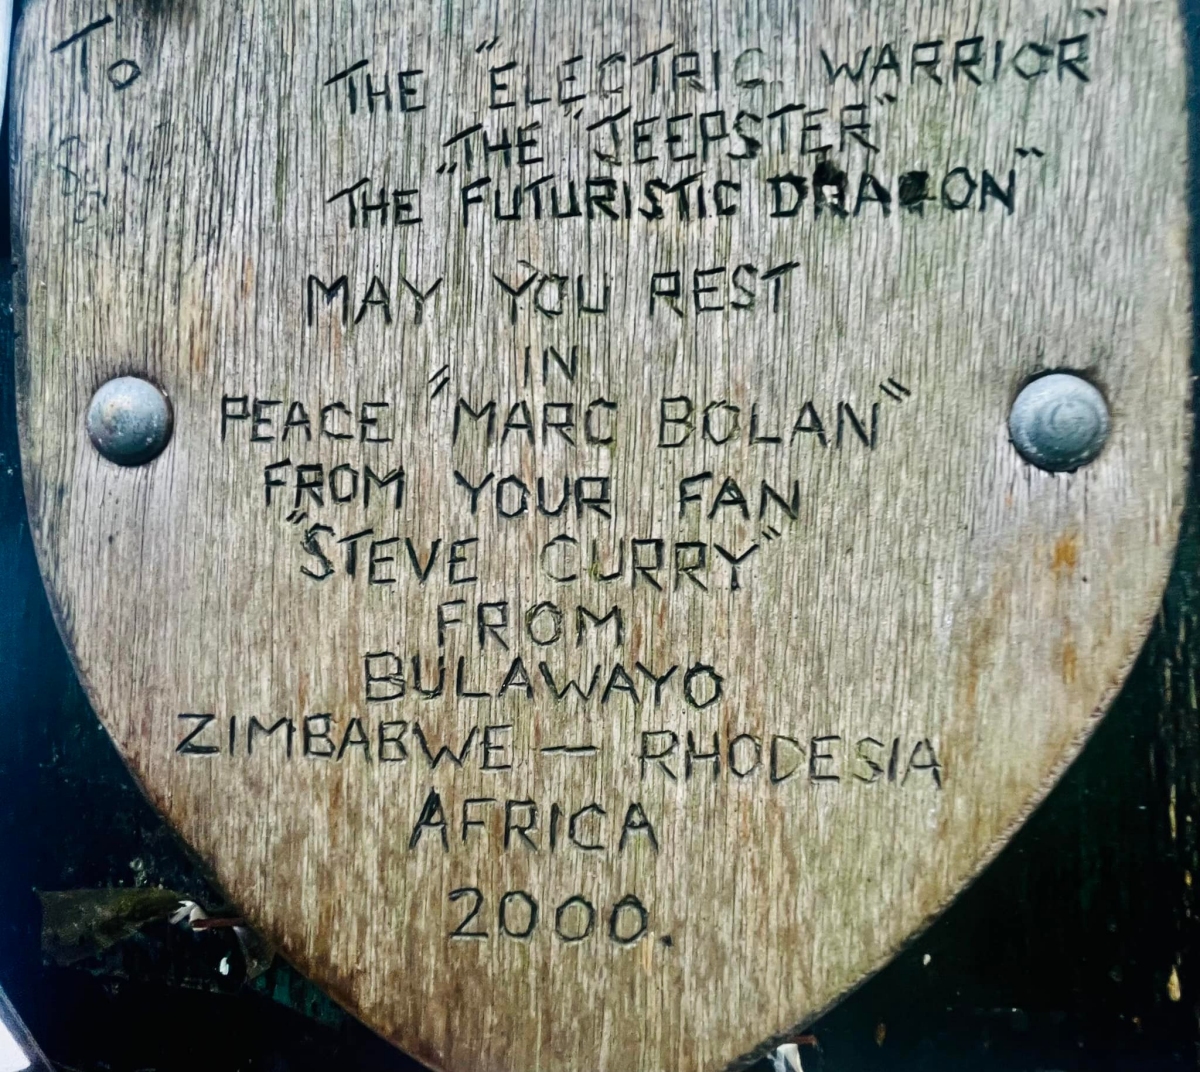 To
THE "ELECTRIC WARRIOR"
THE "JEEPSTER"
THE "FUTURISTIC DRAGON"
MAY YOU REST
IN
PEACE "MARC BOLAN"
FROM YOUR FAN
"STEVE CURRY"
FROM
BULAWAYO
ZIMBABWE — RHODESIA
AFRICA
2000.